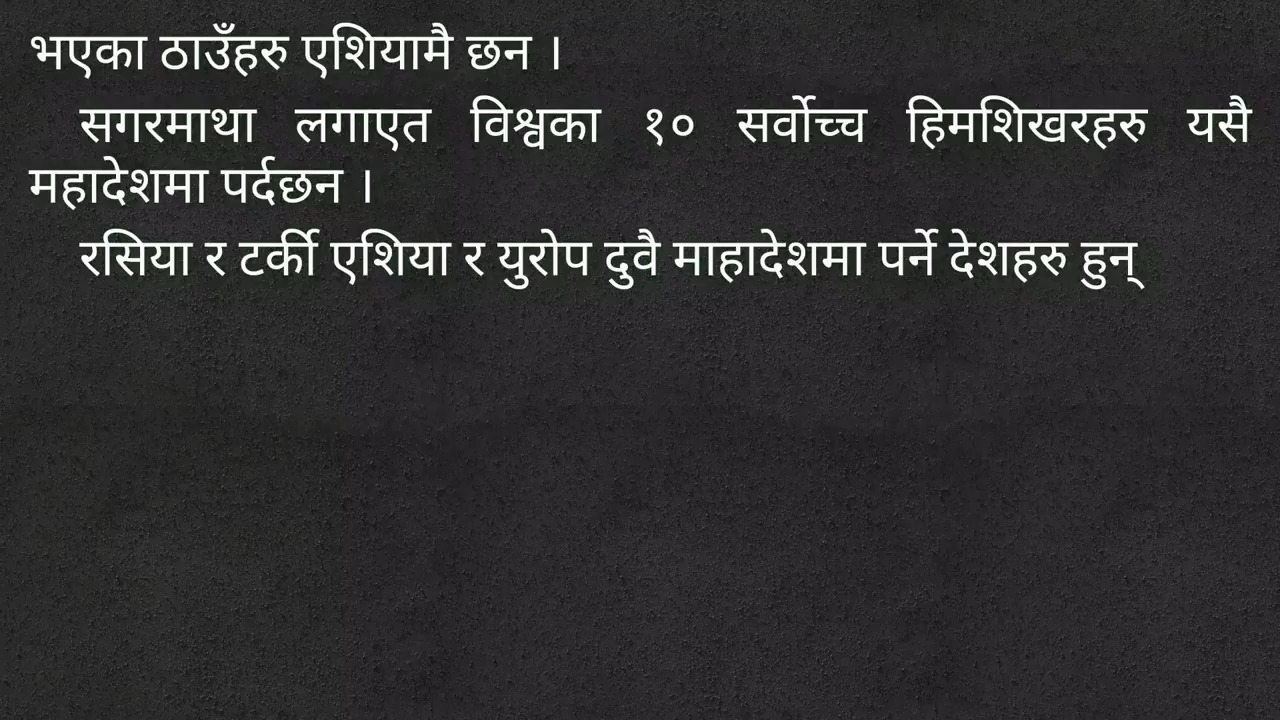 भएका ठाउँहरु एशियामै छन ।
सगरमाथा लगाएत विश्वका १० सर्वोच्च हिमशिखरहरु यसै
महादेशमा पर्दछन ।
रसिया र टर्की एशिया र युरोप दुवै माहादेशमा पर्ने देशहरु हुन्